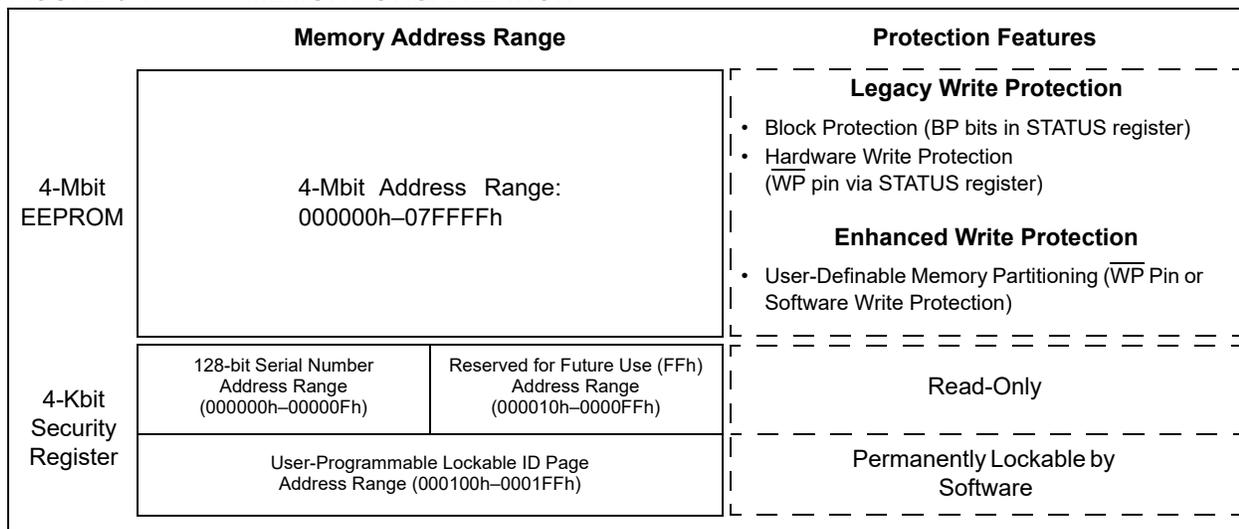 Memory Address Range
Protection Features
4-Mbit
EEPROM
4-Mbit Address Range:
000000h–07FFFFh
Legacy Write Protection
• Block Protection (BP bits in STATUS register)
• Hardware Write Protection
(WP pin via STATUS register)
Enhanced Write Protection
• User-Definable Memory Partitioning (WP Pin or
Software Write Protection)
4-Kbit
Security
Register
128-bit Serial Number
Address Range
(000000h–00000Fh)
Reserved for Future Use (FFh)
Address Range
(000010h–0000FFh)
Read-Only
User-Programmable Lockable ID Page
Address Range (000100h–0001FFh)
Permanently Lockable by
Software